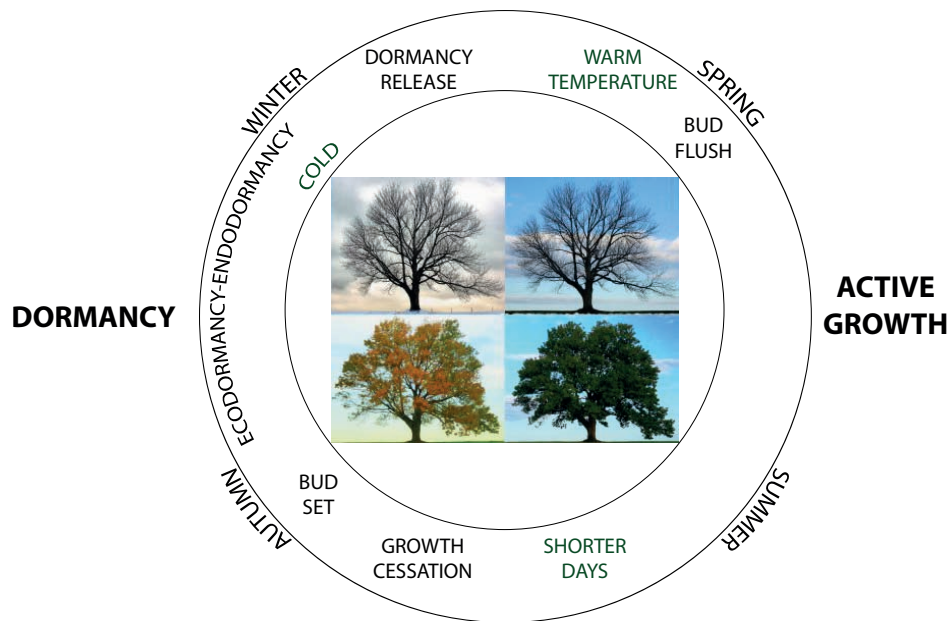 DORMANCY
RELEASE
WARM
TEMPERATURE
WINTER
SPRING
BUD
FLUSH
COLD
ECODORMANCY-ENDODORMANCY
DORMANCY
ACTIVE
GROWTH
AUTUMN
BUD
SET
SUMMER
GROWTH
CESSATION
SHORTER
DAYS